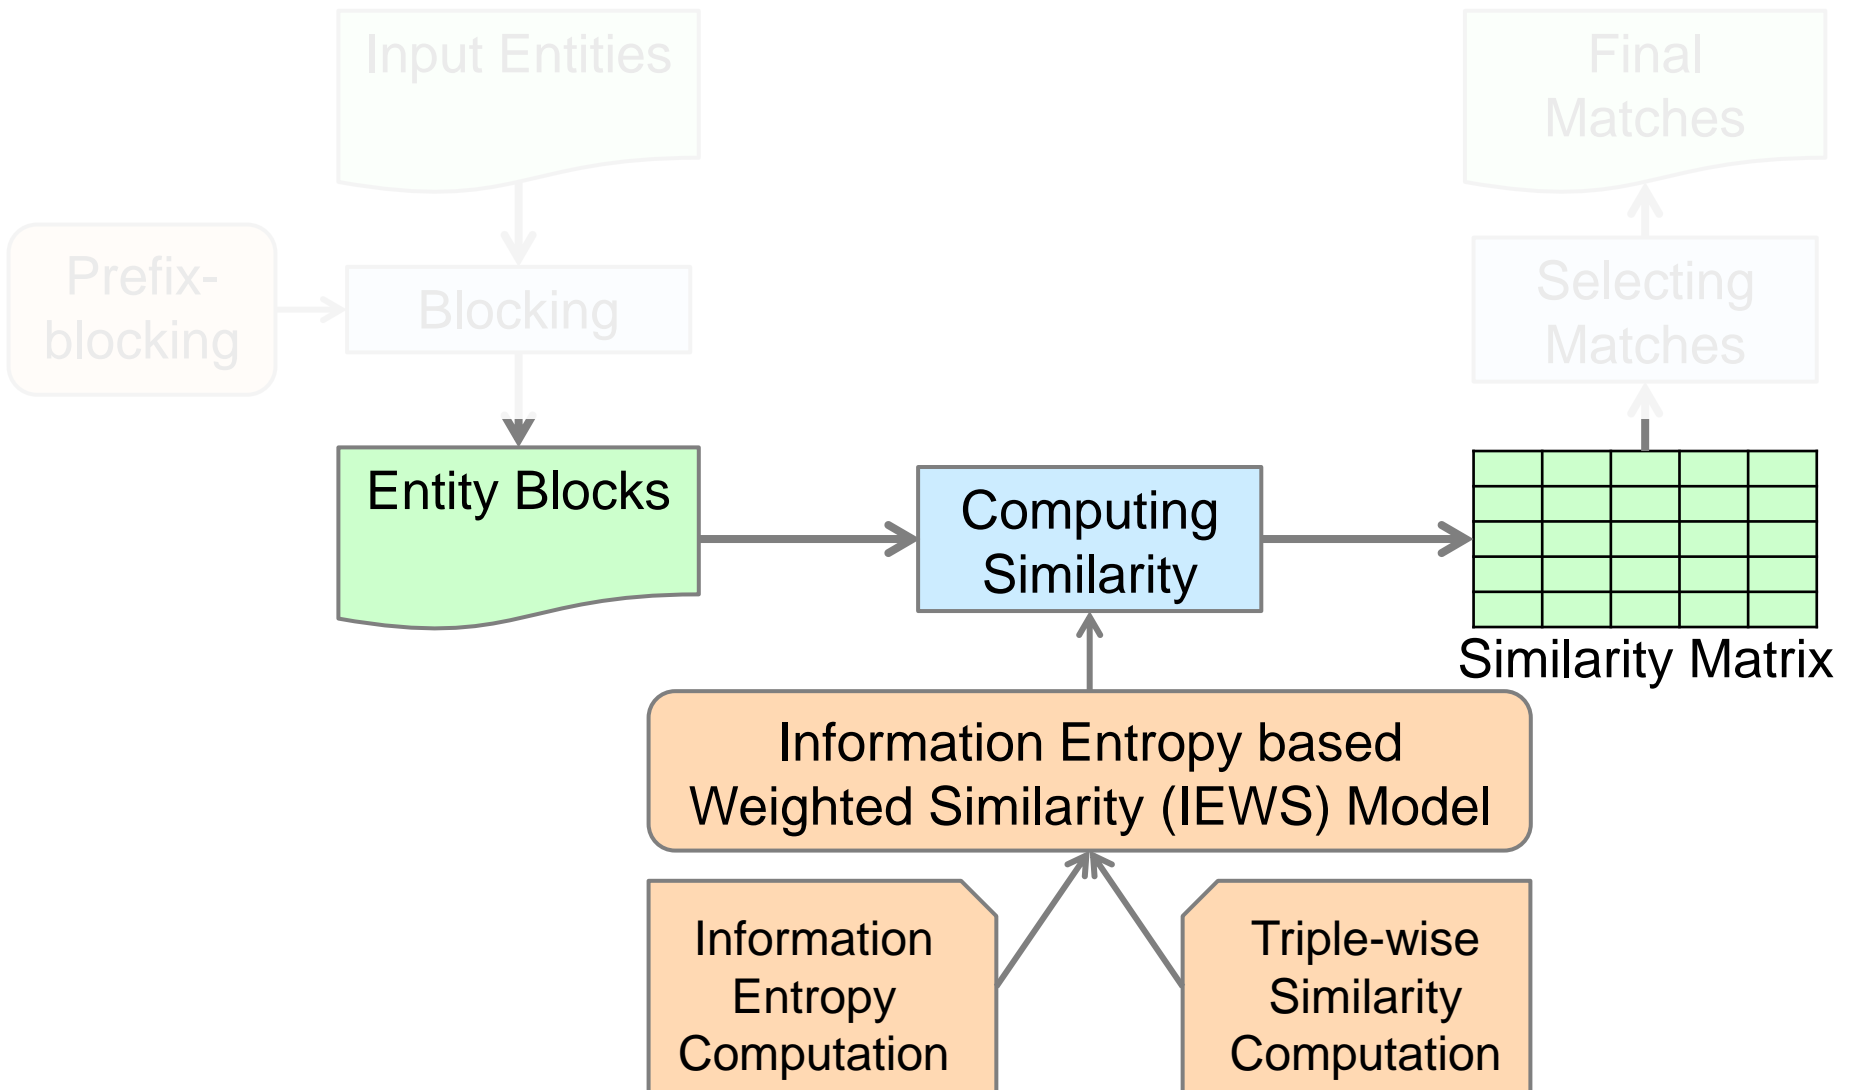 Input Entities
Final
Matches
Prefix-
blocking
Blocking
Selecting
Matches
Entity Blocks
Computing
Similarity
Similarity Matrix
Information Entropy based
Weighted Similarity (IEWS) Model
Information
Entropy
Computation
Triple-wise
Similarity
Computation